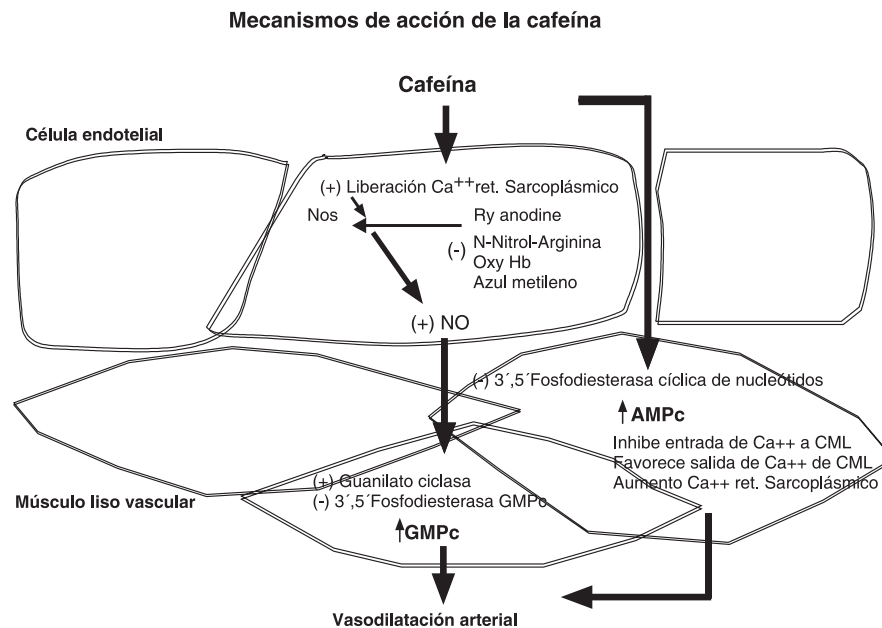 Mecanismos de acción de la cafeína
Cafeína
Célula endotelial
(+) Liberación Ca++ ret. Sarcoplásmico
Nos
Ry anodine
(-) N-Nitrol-Arginina
Oxy Hb
Azul metileno
(+) NO
(-) 3´,5´Fosfodiesterasa cíclica de nucleótidos
AMPc
Inhibe entrada de Ca++ a CML
Favorece salida de Ca++ de CML
Aumento Ca++ ret. Sarcoplásmico
Músculo liso vascular
(+) Guanilato ciclasa
(-) 3´,5´Fosfodiesterasa GMPc
GMPc
Vasodilatación arterial